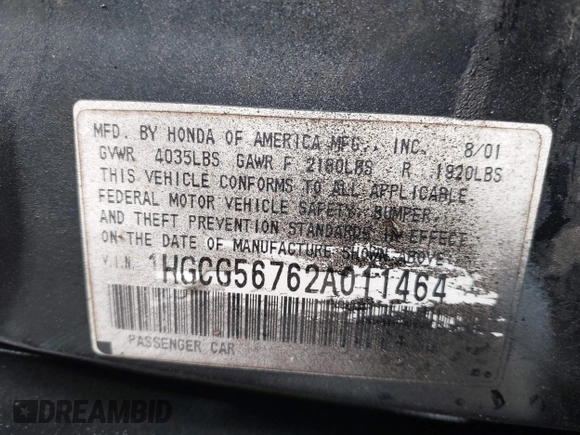 MFD. BY HONDA OF AMERICA MFG., INC. 8/01
GVWR 4035LBS GAWR F 2180LBS R 1920LBS
THIS VEHICLE CONFORMS TO ALL APPLICABLE
FEDERAL MOTOR VEHICLE SAFETY, BUMPER,
AND THEFT PREVENTION STANDARDS IN EFFECT
ON THE DATE OF MANUFACTURE SHOWN ABOVE.
V.I.N. 1HGCG56762A011464
PASSENGER CAR
DREAMBID